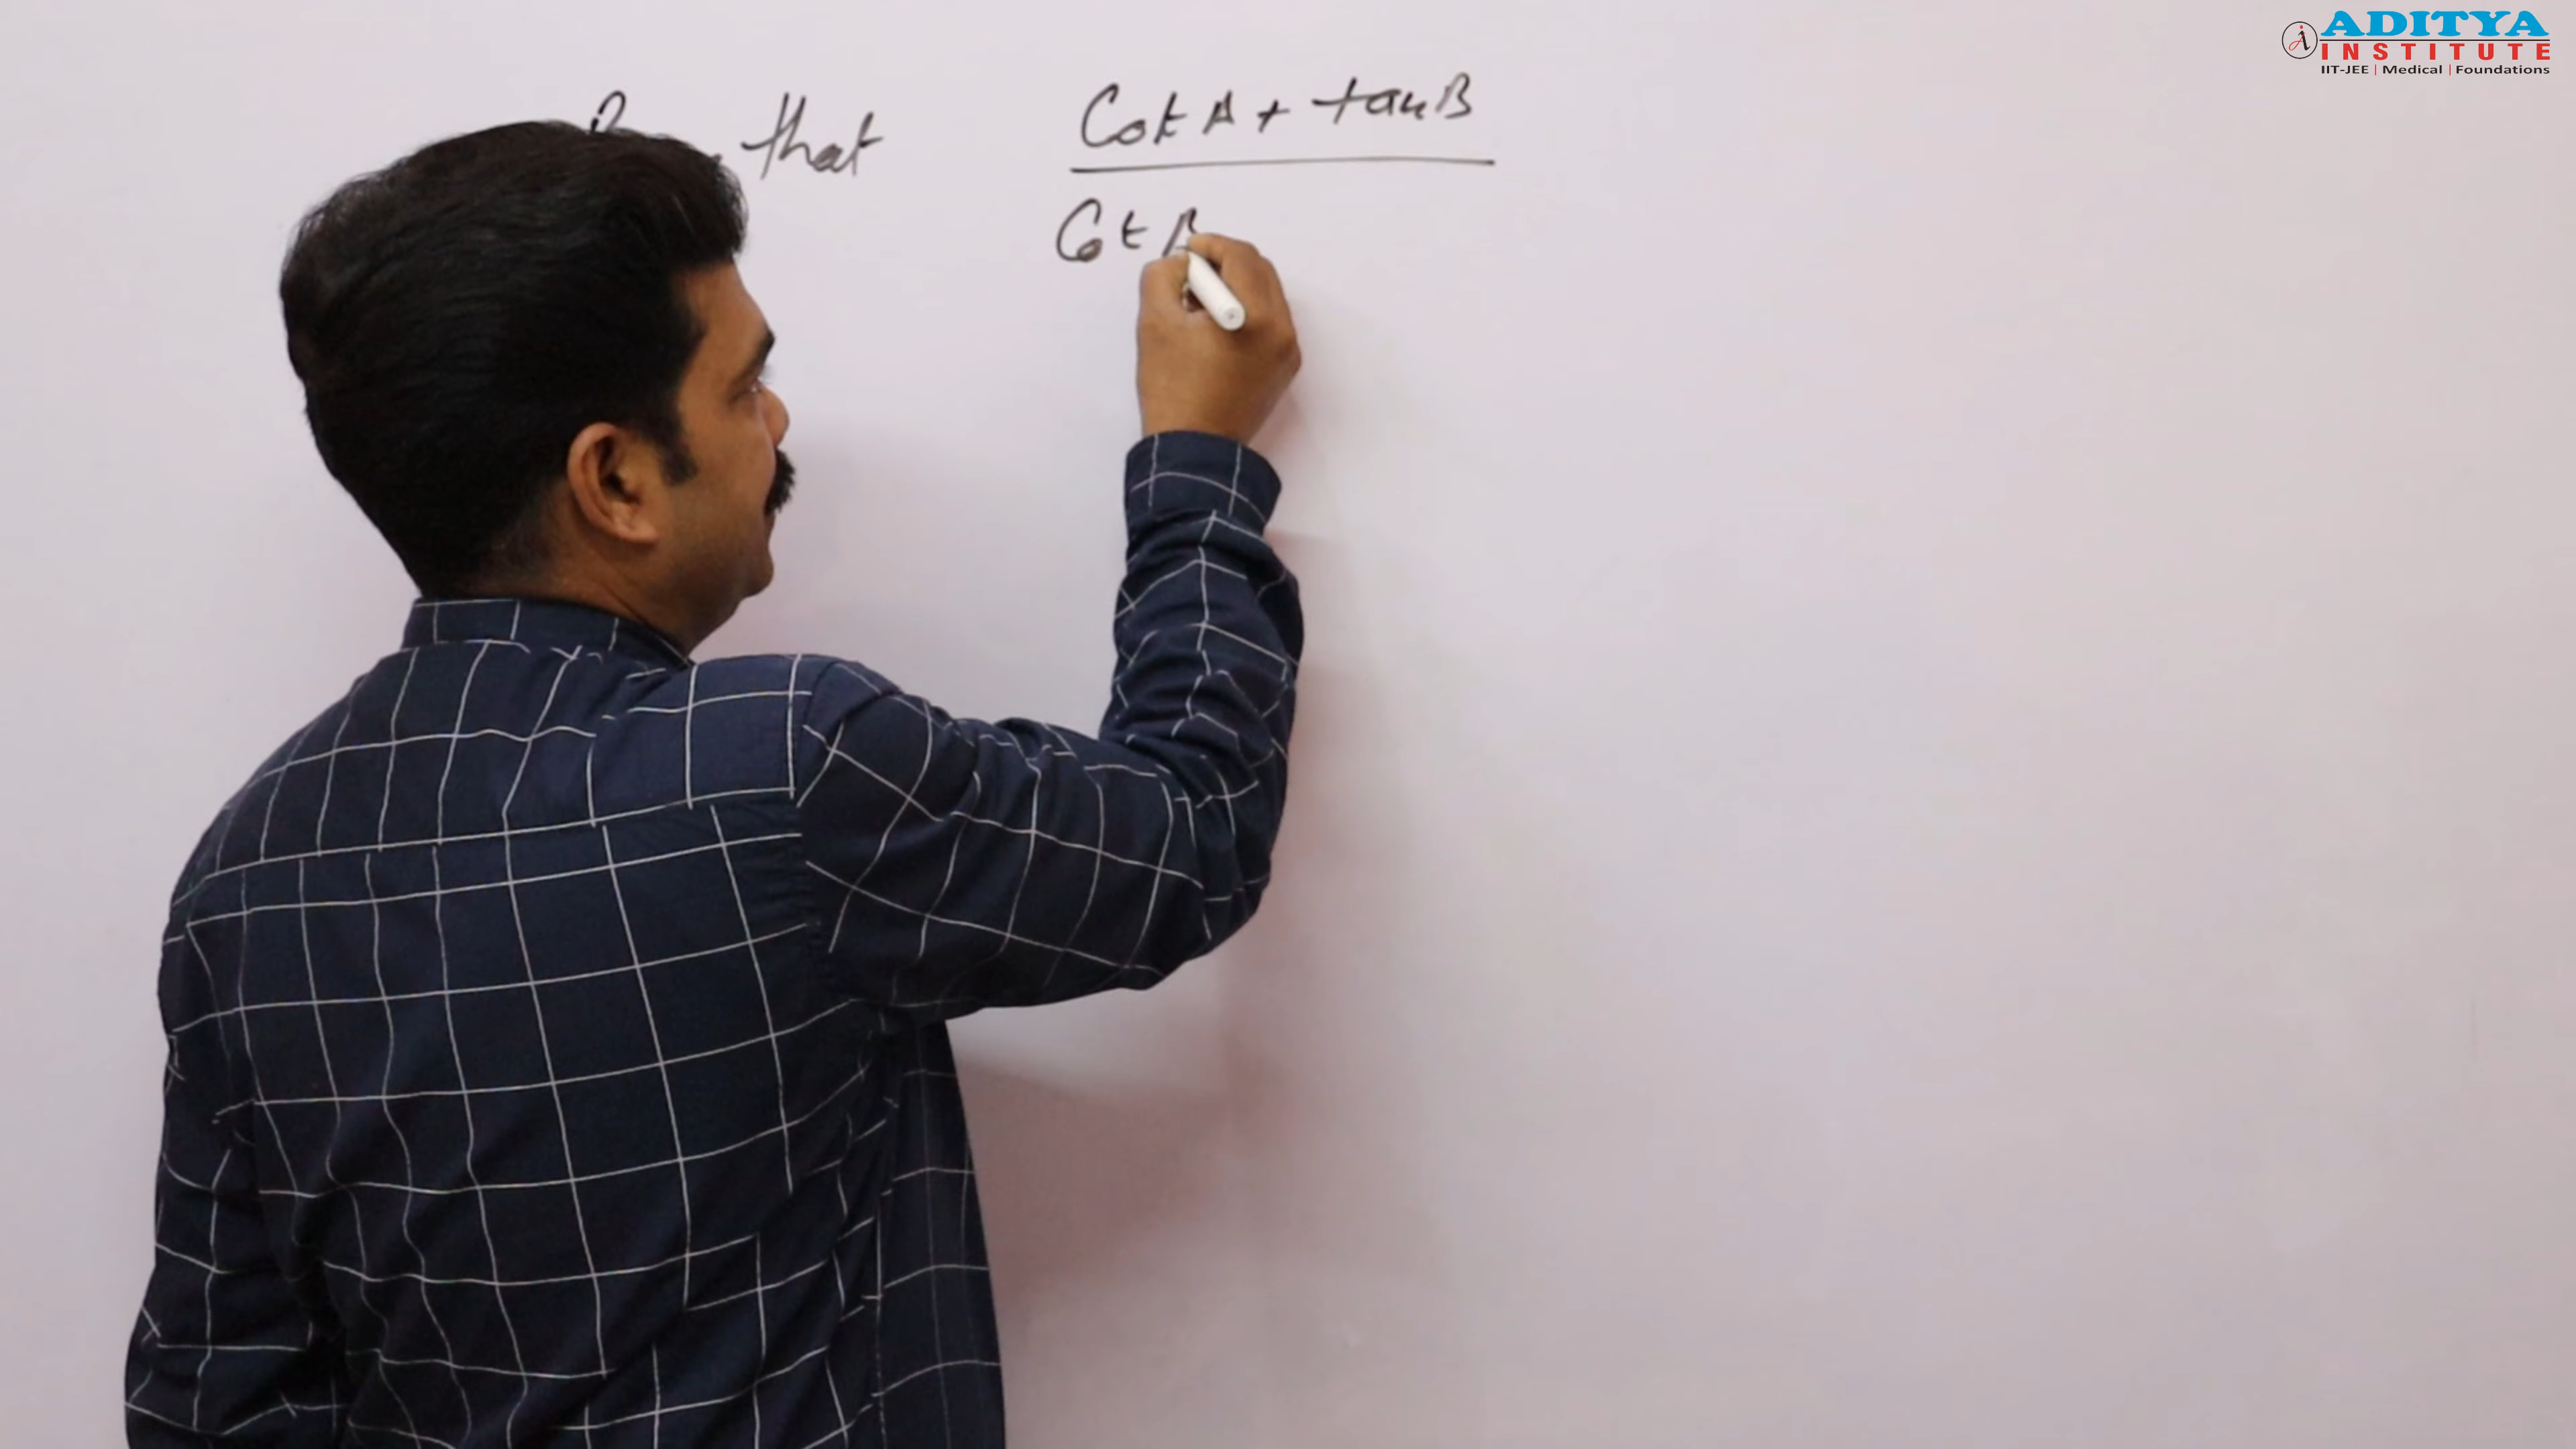 that
Cot A + tan B
Cot B
ADITYA
INSTITUTE
IIT-JEE | Medical | Foundations